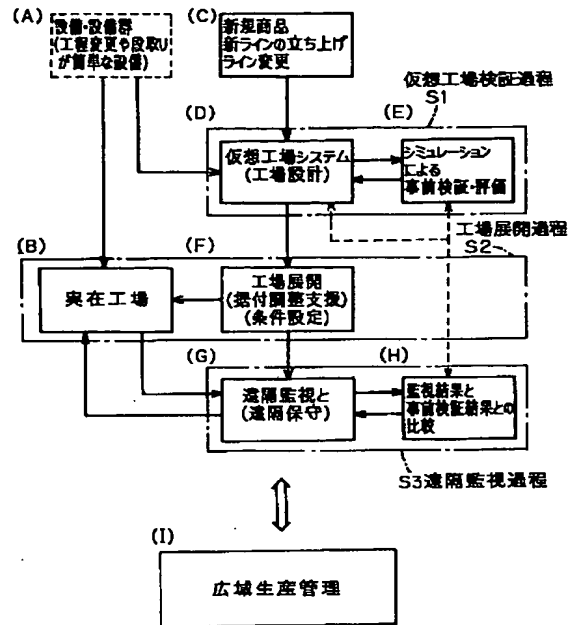 (A)
設備・設備群
(工程変更や段取り
が簡単な設備)
(C)
新規商品
新ラインの立ち上げ
ライン変更
仮想工場検証過程
S1
(D)
仮想工場システム
(工場設計)
(E)
シミュレーション
による
事前検証・評価
工場展開過程
S2
(B)
実在工場
(F)
工場展開
(据付調整支援)
(条件設定)
(G)
遠隔監視と
(遠隔保守)
(H)
監視結果と
事前検証結果との
比較
S3遠隔監視過程
(I)
広域生産管理